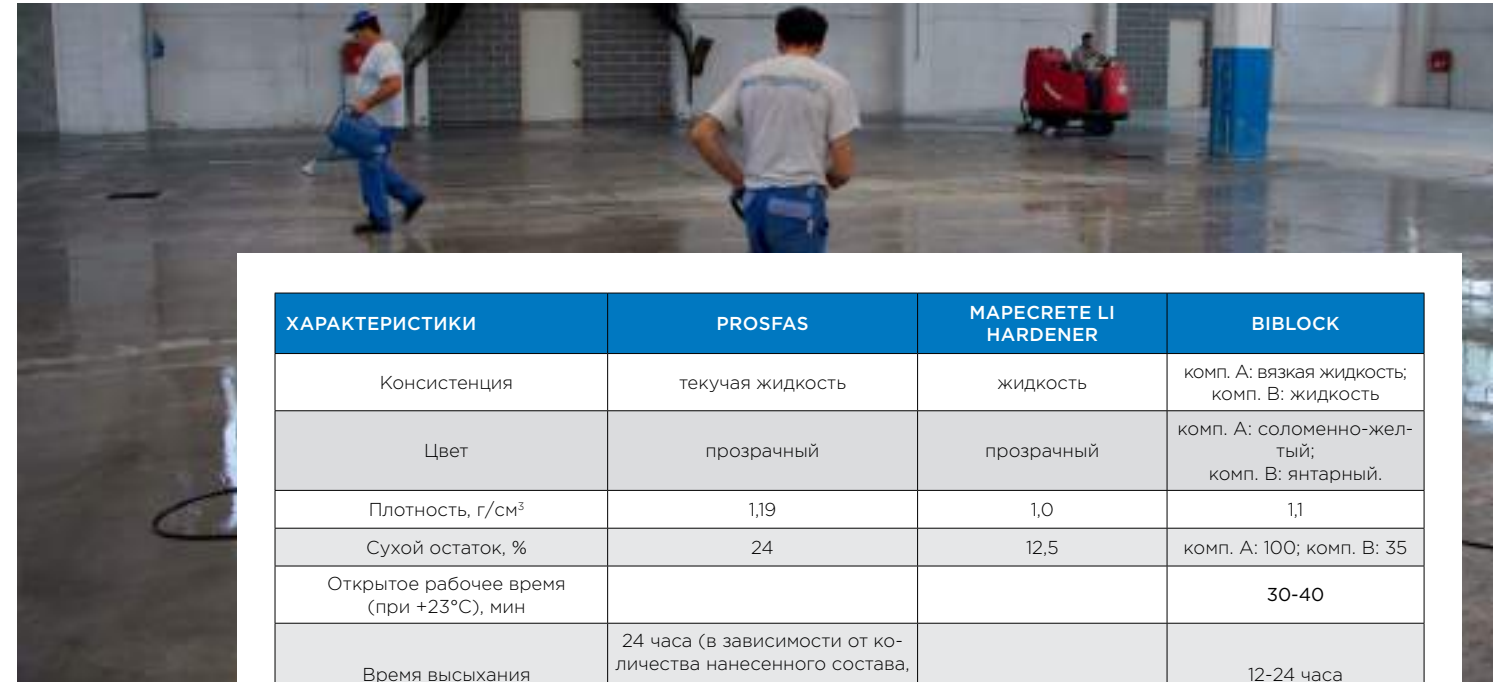 ХАРАКТЕРИСТИКИ
PROSFAS
MAPECRETE LI
HARDENER
BIBLOCK
Консистенция
текучая жидкость
жидкость
комп. А: вязкая жидкость;
комп. В: жидкость
Цвет
прозрачный
прозрачный
комп. А: соломенно-жел-
тый;
комп. В: янтарный.
Плотность, г/см³
1,19
1,0
1,1
Сухой остаток, %
24
12,5
комп. А: 100; комп. В: 35
Открытое рабочее время
(при +23°C), мин
30-40
Время высыхания
24 часа (в зависимости от ко-
личества нанесенного состава,
12-24 часа